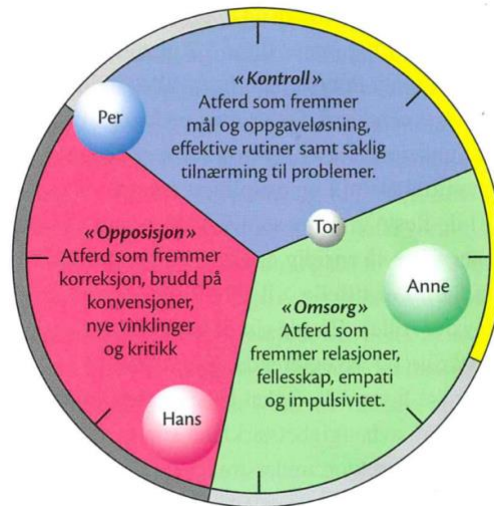 «Kontroll»
Atferd som fremmer
mål og oppgaveløsning,
effektive rutiner samt saklig
tilnærming til problemer.
Per
Tor
«Opposisjon»
Atferd som fremmer
korreksjon, brudd på
konvensjoner,
nye vinklinger
og kritikk
Anne
«Omsorg»
Atferd som
fremmer relasjoner,
fellesskap, empati
og impulsivitet.
Hans